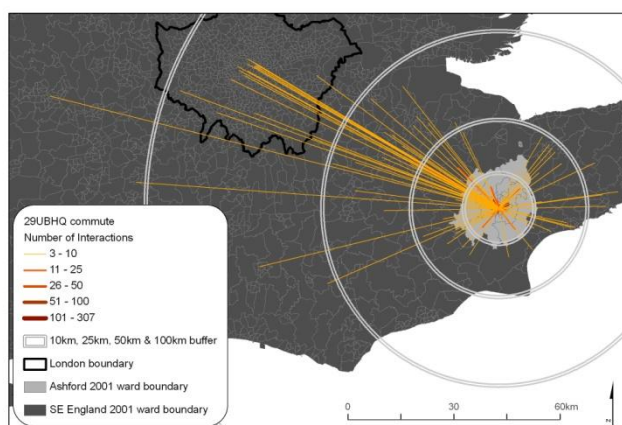 29UBHQ commute
Number of Interactions
3 - 10
11 - 25
26 - 50
51 - 100
101 - 307
10km, 25km, 50km & 100km buffer
London boundary
Ashford 2001 ward boundary
SE England 2001 ward boundary
0 30 60km